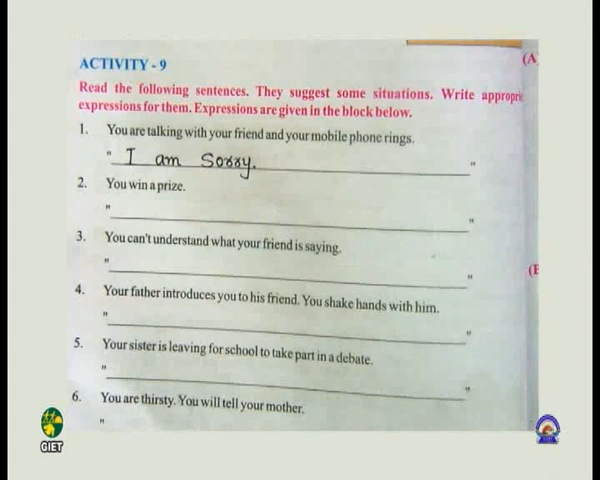 (A
ACTIVITY - 9
Read the following sentences. They suggest some situations. Write appropri
expressions for them. Expressions are given in the block below.
1. You are talking with your friend and your mobile phone rings.
" I am Sorry. "
2. You win a prize.
" "
3. You can't understand what your friend is saying.
" "
(B
4. Your father introduces you to his friend. You shake hands with him.
" "
5. Your sister is leaving for school to take part in a debate.
" "
6. You are thirsty. You will tell your mother.
"
GIET